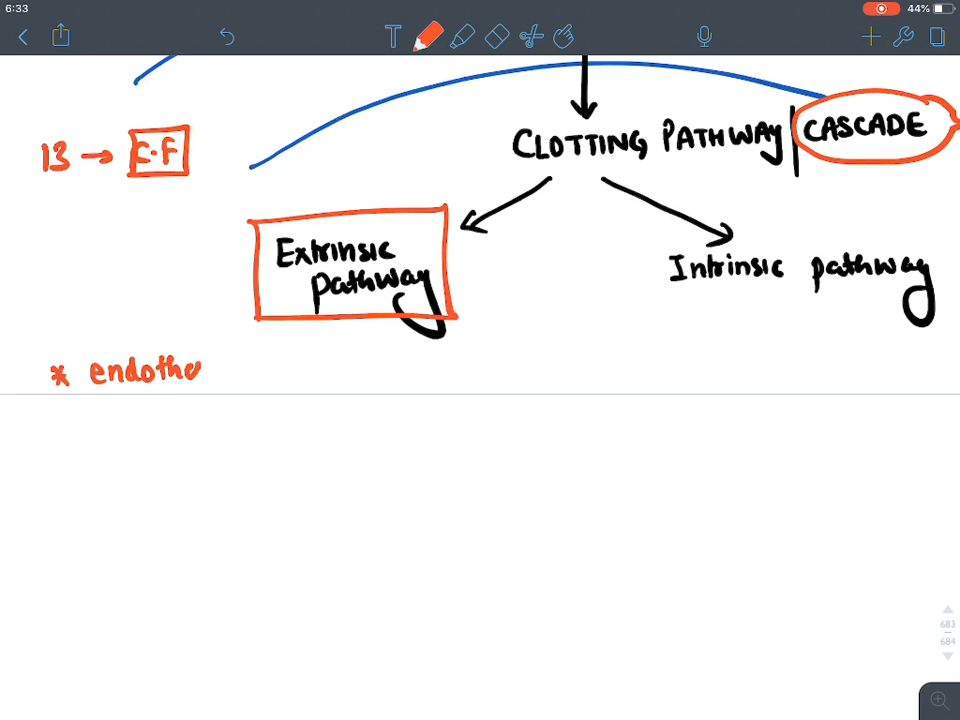 6:33
44%
T
CLOTTING PATHWAY | CASCADE
13 → E.F
Extrinsic
pathway
Intrinsic pathway
* endothe
683
684